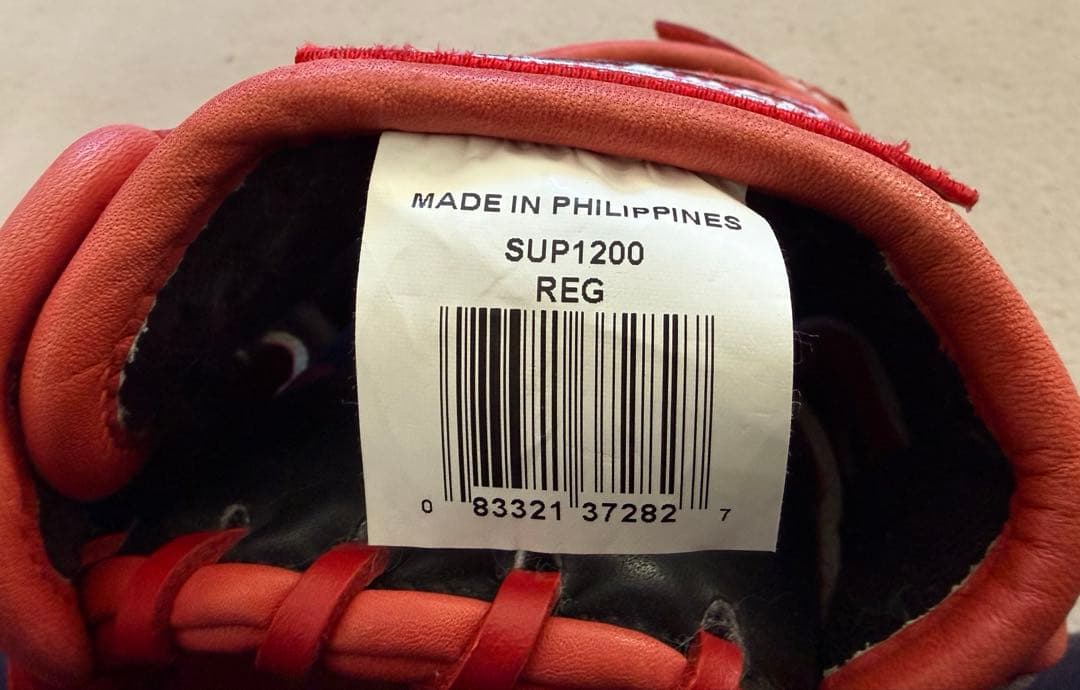 MADE IN PHILIPPINES
SUP1200
REG
0 83321 37282 7